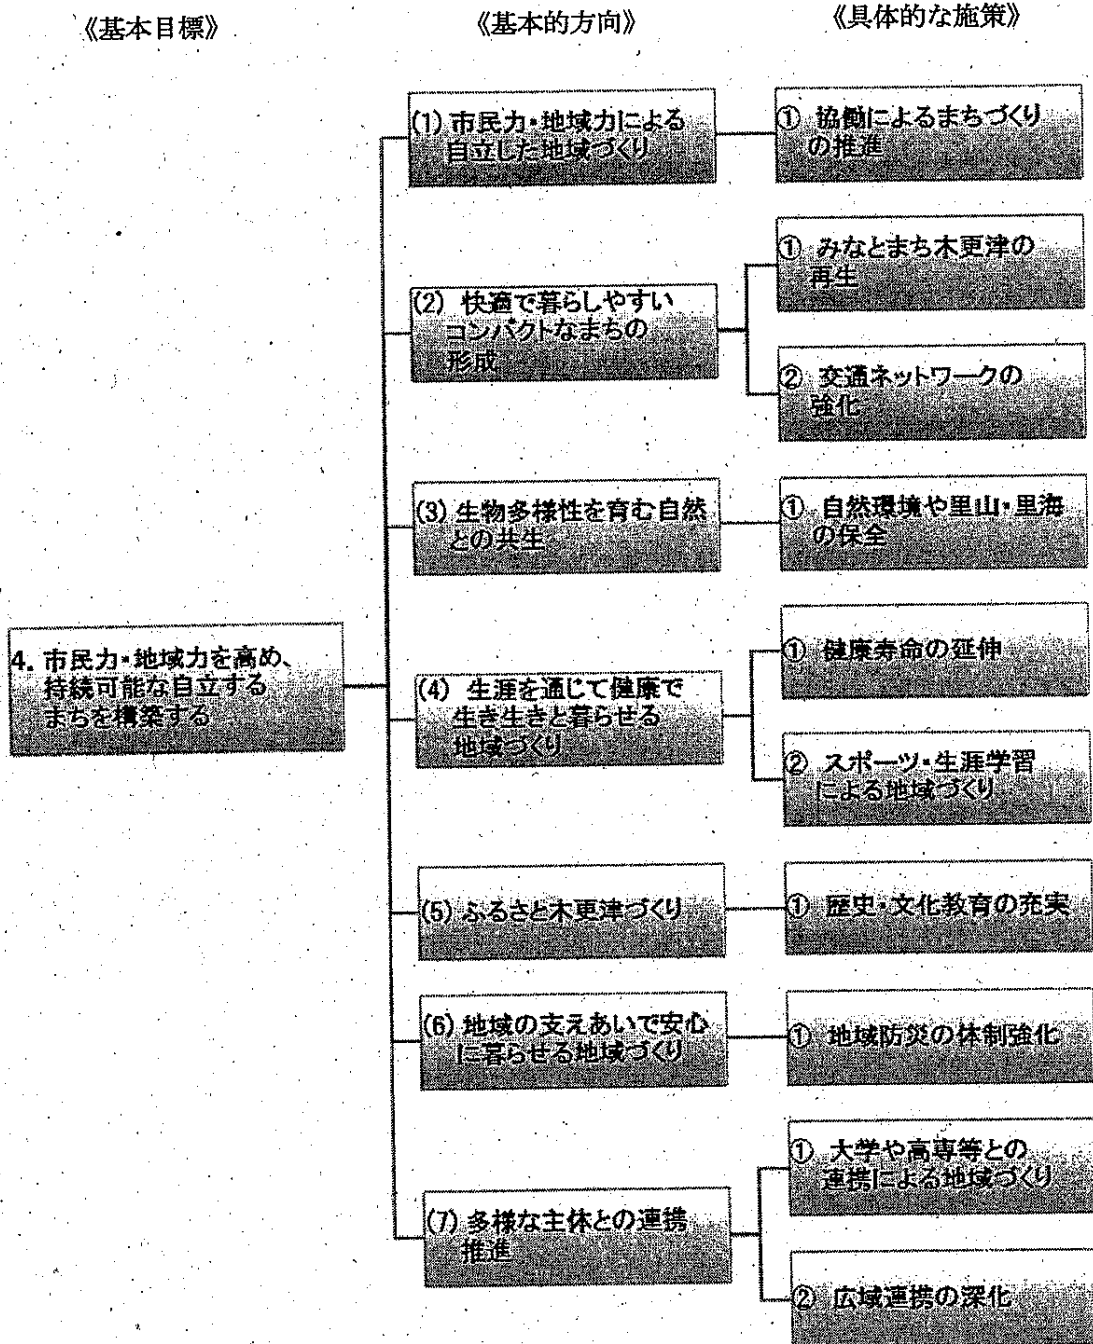 《基本目標》
《基本的方向》
《具体的な施策》
4. 市民力・地域力を高め、
持続可能な自立する
まちを構築する
(1) 市民力・地域力による
自立した地域づくり
① 協働によるまちづくり
の推進
(2) 快適で暮らしやすい
コンパクトなまちの
形成
① みなとまち木更津の
再生
② 交通ネットワークの
強化
(3) 生物多様性を育む自然
との共生
① 自然環境や里山・里海
の保全
(4) 生涯を通じて健康で
生き生きと暮らせる
地域づくり
① 健康寿命の延伸
② スポーツ・生涯学習
による地域づくり
(5) ふるさと木更津づくり
① 歴史・文化教育の充実
(6) 地域の支えあいで安心
に暮らせる地域づくり
① 地域防災の体制強化
(7) 多様な主体との連携
推進
① 大学や高専等との
連携による地域づくり
② 広域連携の深化